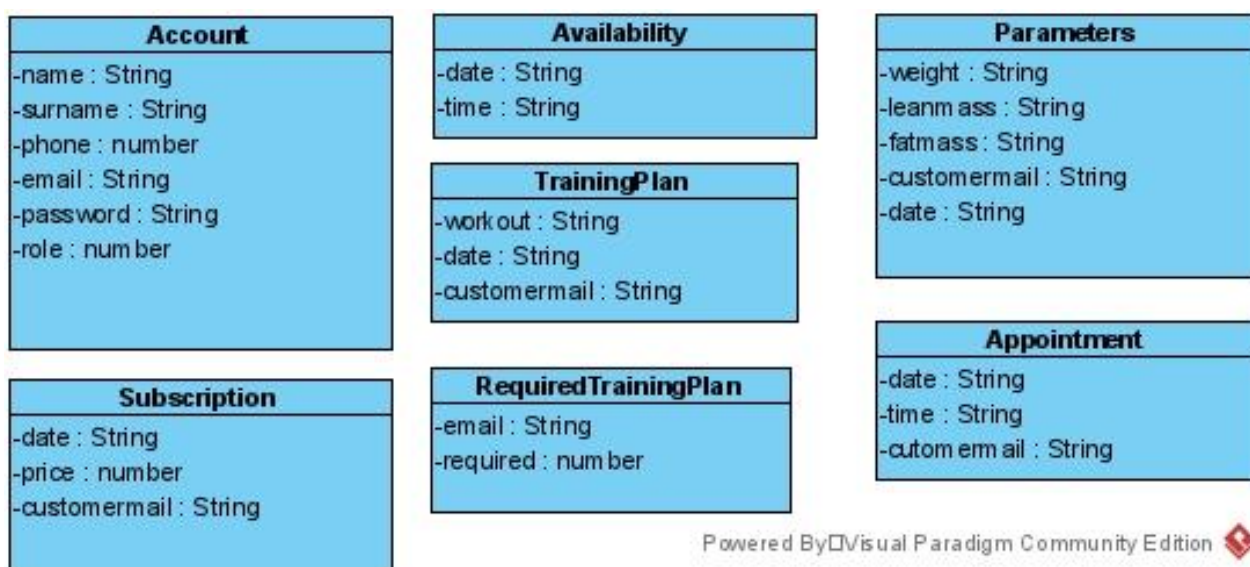 Account
-name : String
-surname : String
-phone : number
-email : String
-password : String
-role : number
Subscription
-date : String
-price : number
-customermail : String
Availability
-date : String
-time : String
TrainingPlan
-workout : String
-date : String
-customermail : String
RequiredTrainingPlan
-email : String
-required : number
Parameters
-weight : String
-leanmass : String
-fatmass : String
-customermail : String
-date : String
Appointment
-date : String
-time : String
-cutomermail : String
Powered By□Visual Paradigm Community Edition